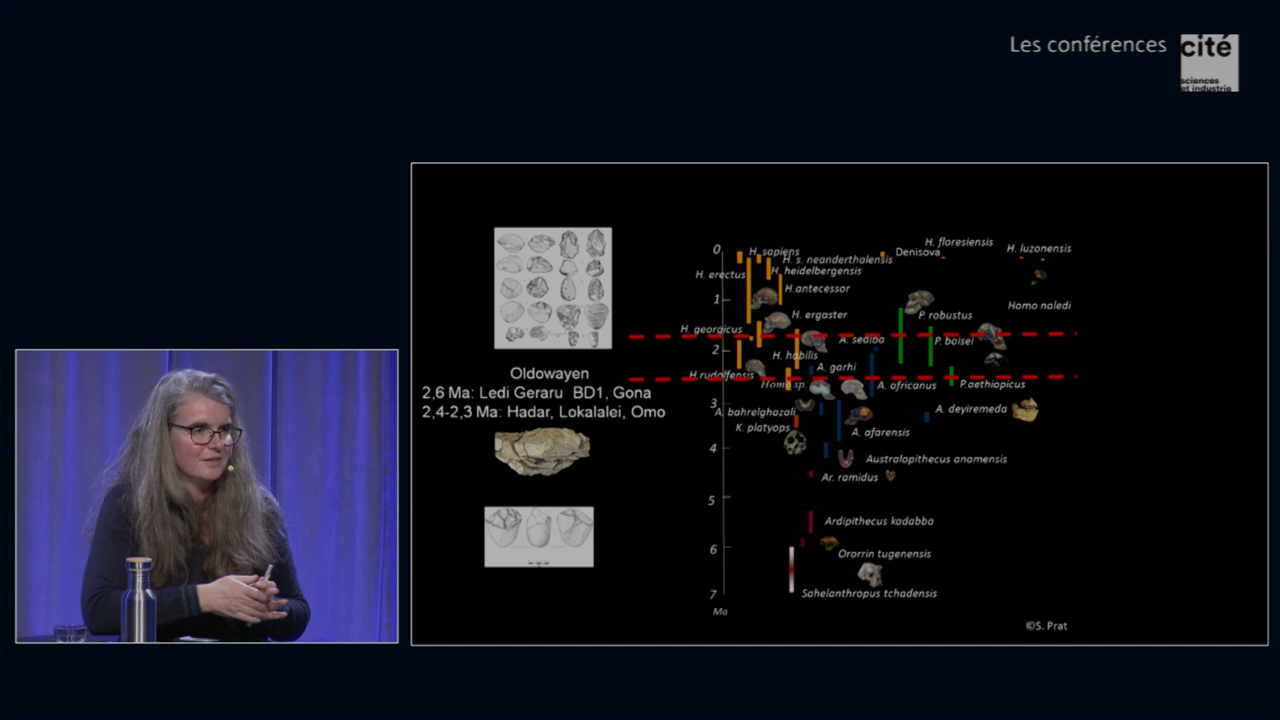 Les conférences
cité
sciences
et industrie
Oldowayen
2,6 Ma: Ledi Geraru BD1, Gona
2,4-2,3 Ma: Hadar, Lokalalei, Omo
0
H. sapiens
H. s. neanderthalensis
Denisova
H. floresiensis
H. luzonensis
H. erectus
H. heidelbergensis
H.antecessor
1
Homo naledi
H. ergaster
P. robustus
H. georgicus
A. sediba
P. boisei
2
H. habilis
A. garhi
H.rudolfensis
Homo sp.
A. africanus
P.aethiopicus
3
A. bahrelghazali
A. deyiremeda
K. platyops
A. afarensis
4
Australopithecus anamensis
Ar. ramidus
5
Ardipithecus kadabba
6
Ororrin tugenensis
7
Sahelanthropus tchadensis
Ma
©S. Prat